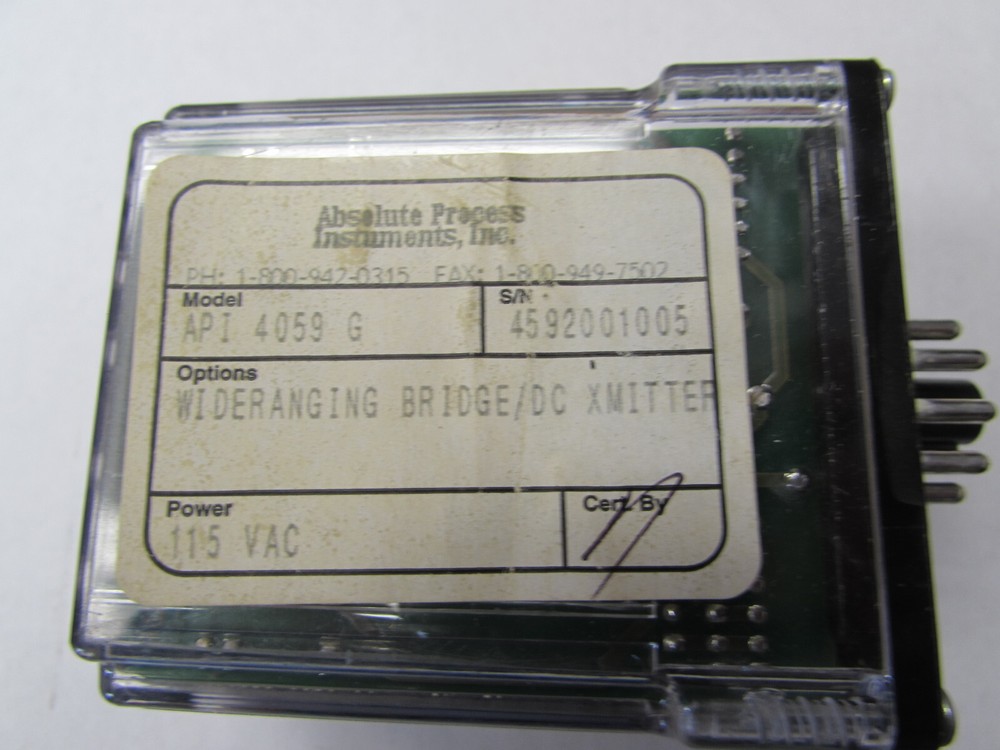 Absolute Process
Instuments, Inc.
PH: 1-800-942-0315 FAX: 1-800-949-7502
Model
API 4059 G
S/N
4592001005
Options
WIDERANGING BRIDGE/DC XMITTER
Power
115 VAC
Cert. By